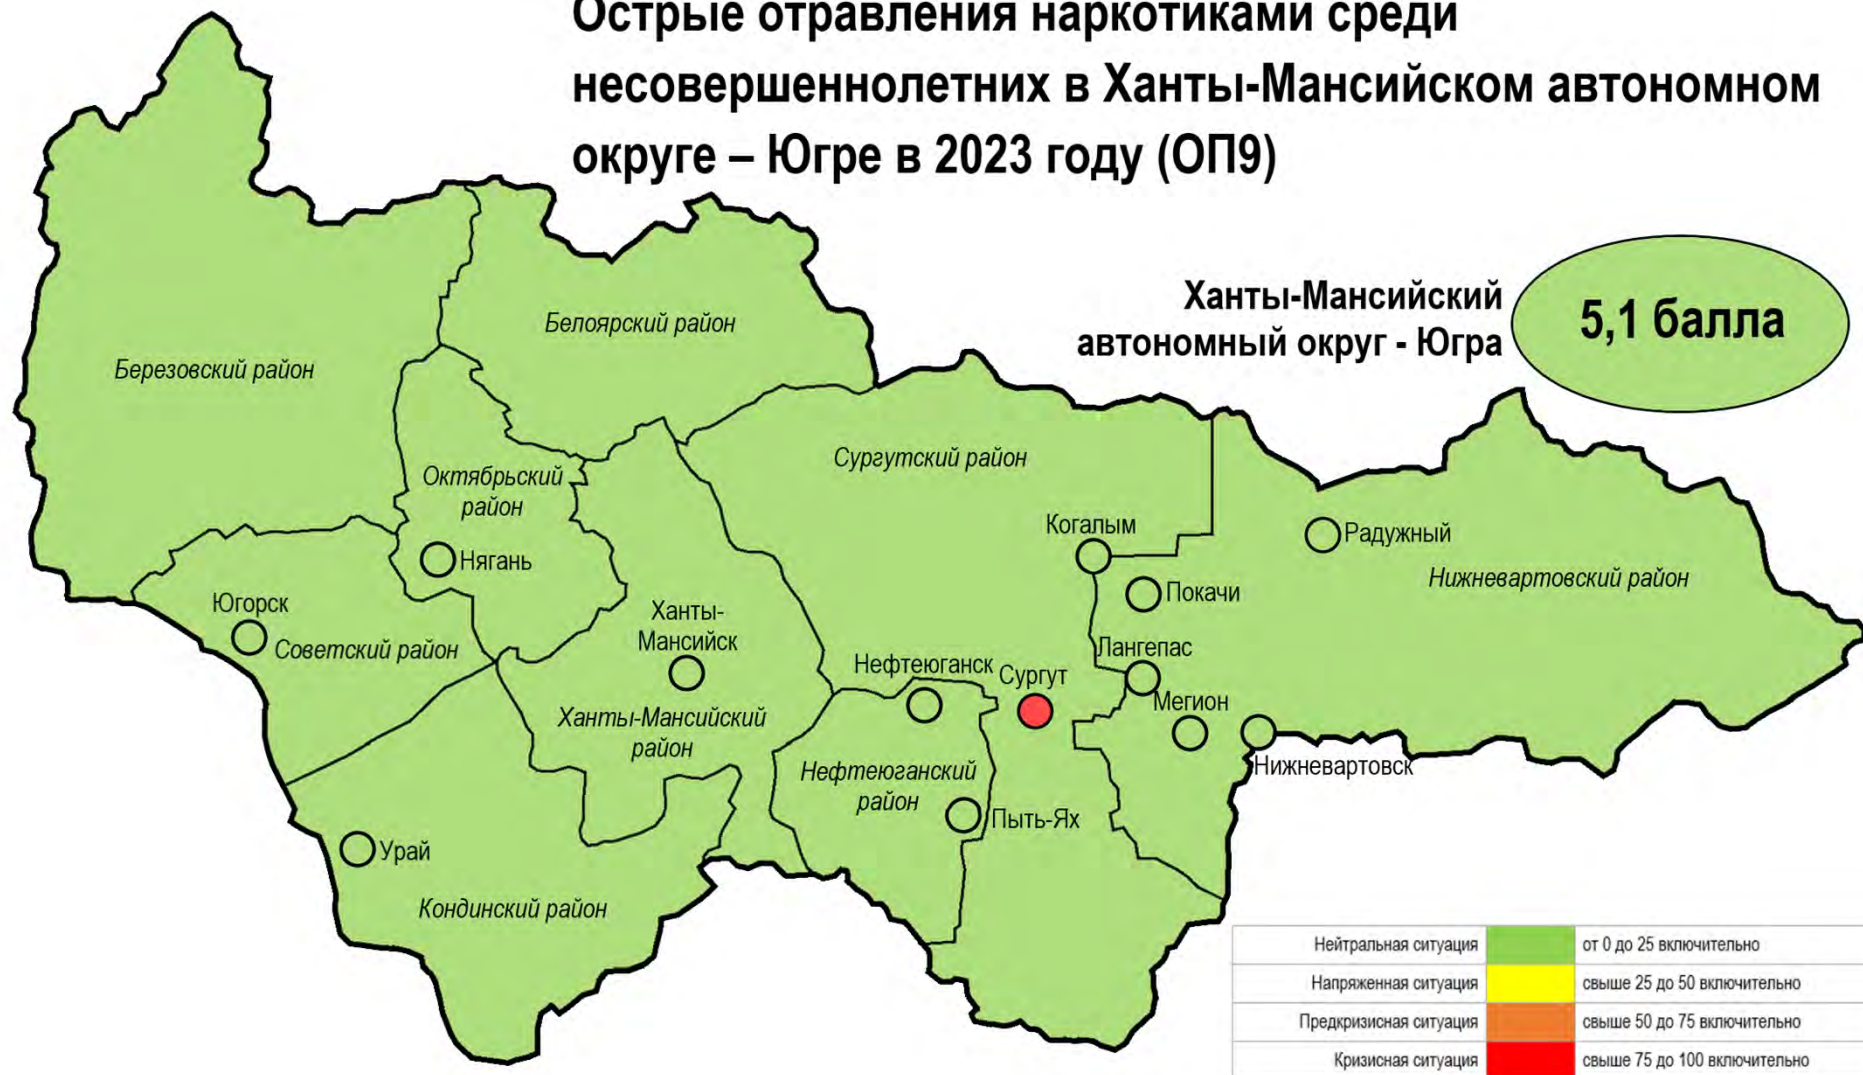 Острые отравления наркотиками среди
несовершеннолетних в Ханты-Мансийском автономном
округе – Югре в 2023 году (ОП9)
Ханты-Мансийский
автономный округ - Югра
5,1 балла
Белоярский район
Березовский район
Сургутский район
Октябрьский
район
Когалым
Радужный
Нягань
Нижневартовский район
Покачи
Югорск
Ханты-
Мансийск
Советский район
Лангепас
Нефтеюганск
Сургут
Мегион
Ханты-Мансийский
район
Нижневартовск
Нефтеюганский
район
Пыть-Ях
Урай
Кондинский район
Нейтральная ситуация от 0 до 25 включительно
Напряженная ситуация свыше 25 до 50 включительно
Предкризисная ситуация свыше 50 до 75 включительно
Кризисная ситуация свыше 75 до 100 включительно